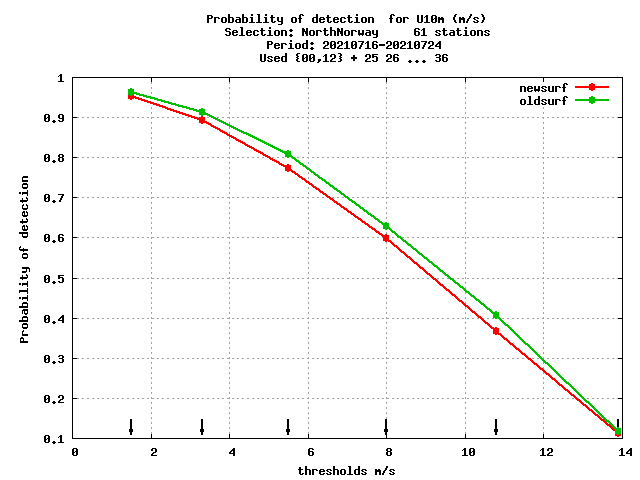 Probability of detection  for U10m (m/s)
Selection: NorthNorway     61 stations
Period: 20210716-20210724
Used {00,12} + 25 26 ... 36
newsurf
oldsurf
Probability of detection
1
0.9
0.8
0.7
0.6
0.5
0.4
0.3
0.2
0.1
0 2 4 6 8 10 12 14
thresholds m/s